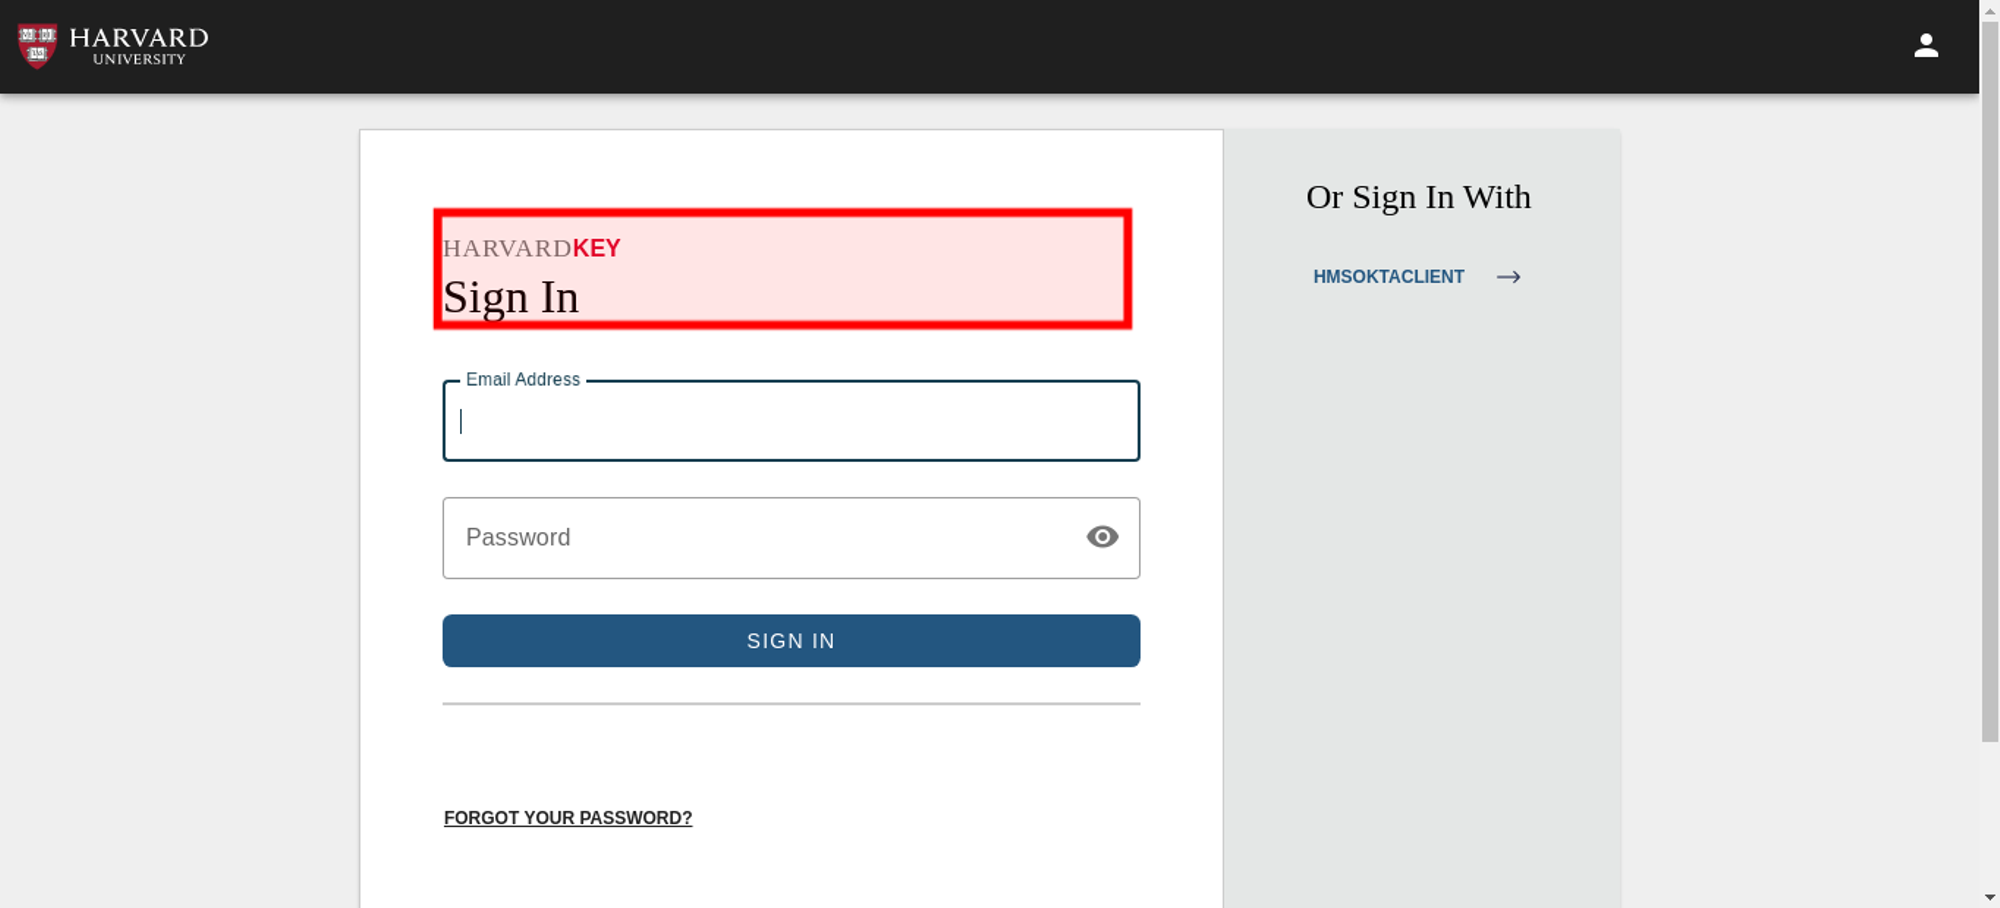 HARVARD
UNIVERSITY
HARVARDKEY
Sign In
Email Address
Password
SIGN IN
FORGOT YOUR PASSWORD?
Or Sign In With
HMSOKTACLIENT